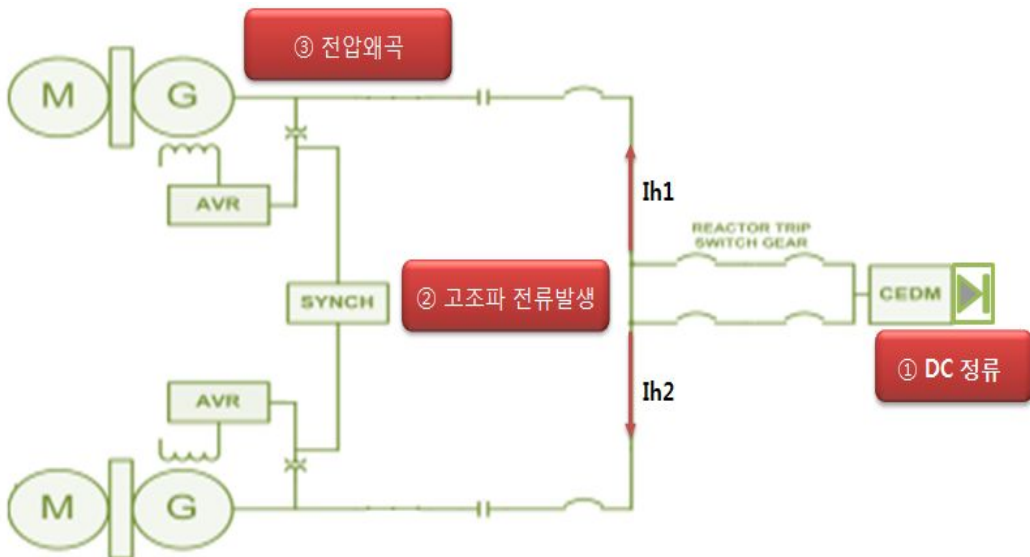 ③ 전압왜곡
M
G
AVR
Ih1
REACTOR TRIP
SWITCH GEAR
SYNCH
② 고조파 전류발생
CEDM
① DC 정류
AVR
Ih2
M
G